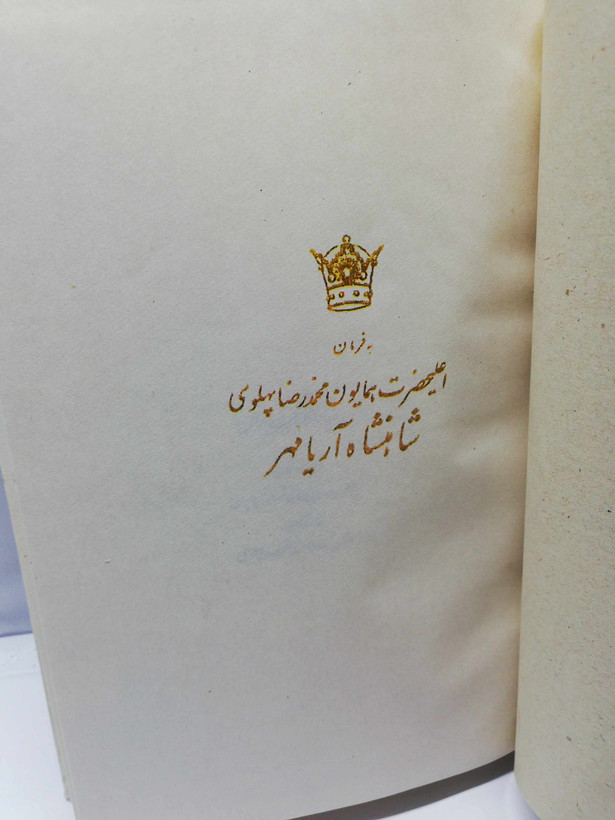 به فرمان
اعلیحضرت همایون محمدرضا پهلوی
شاهنشاه آریامهر